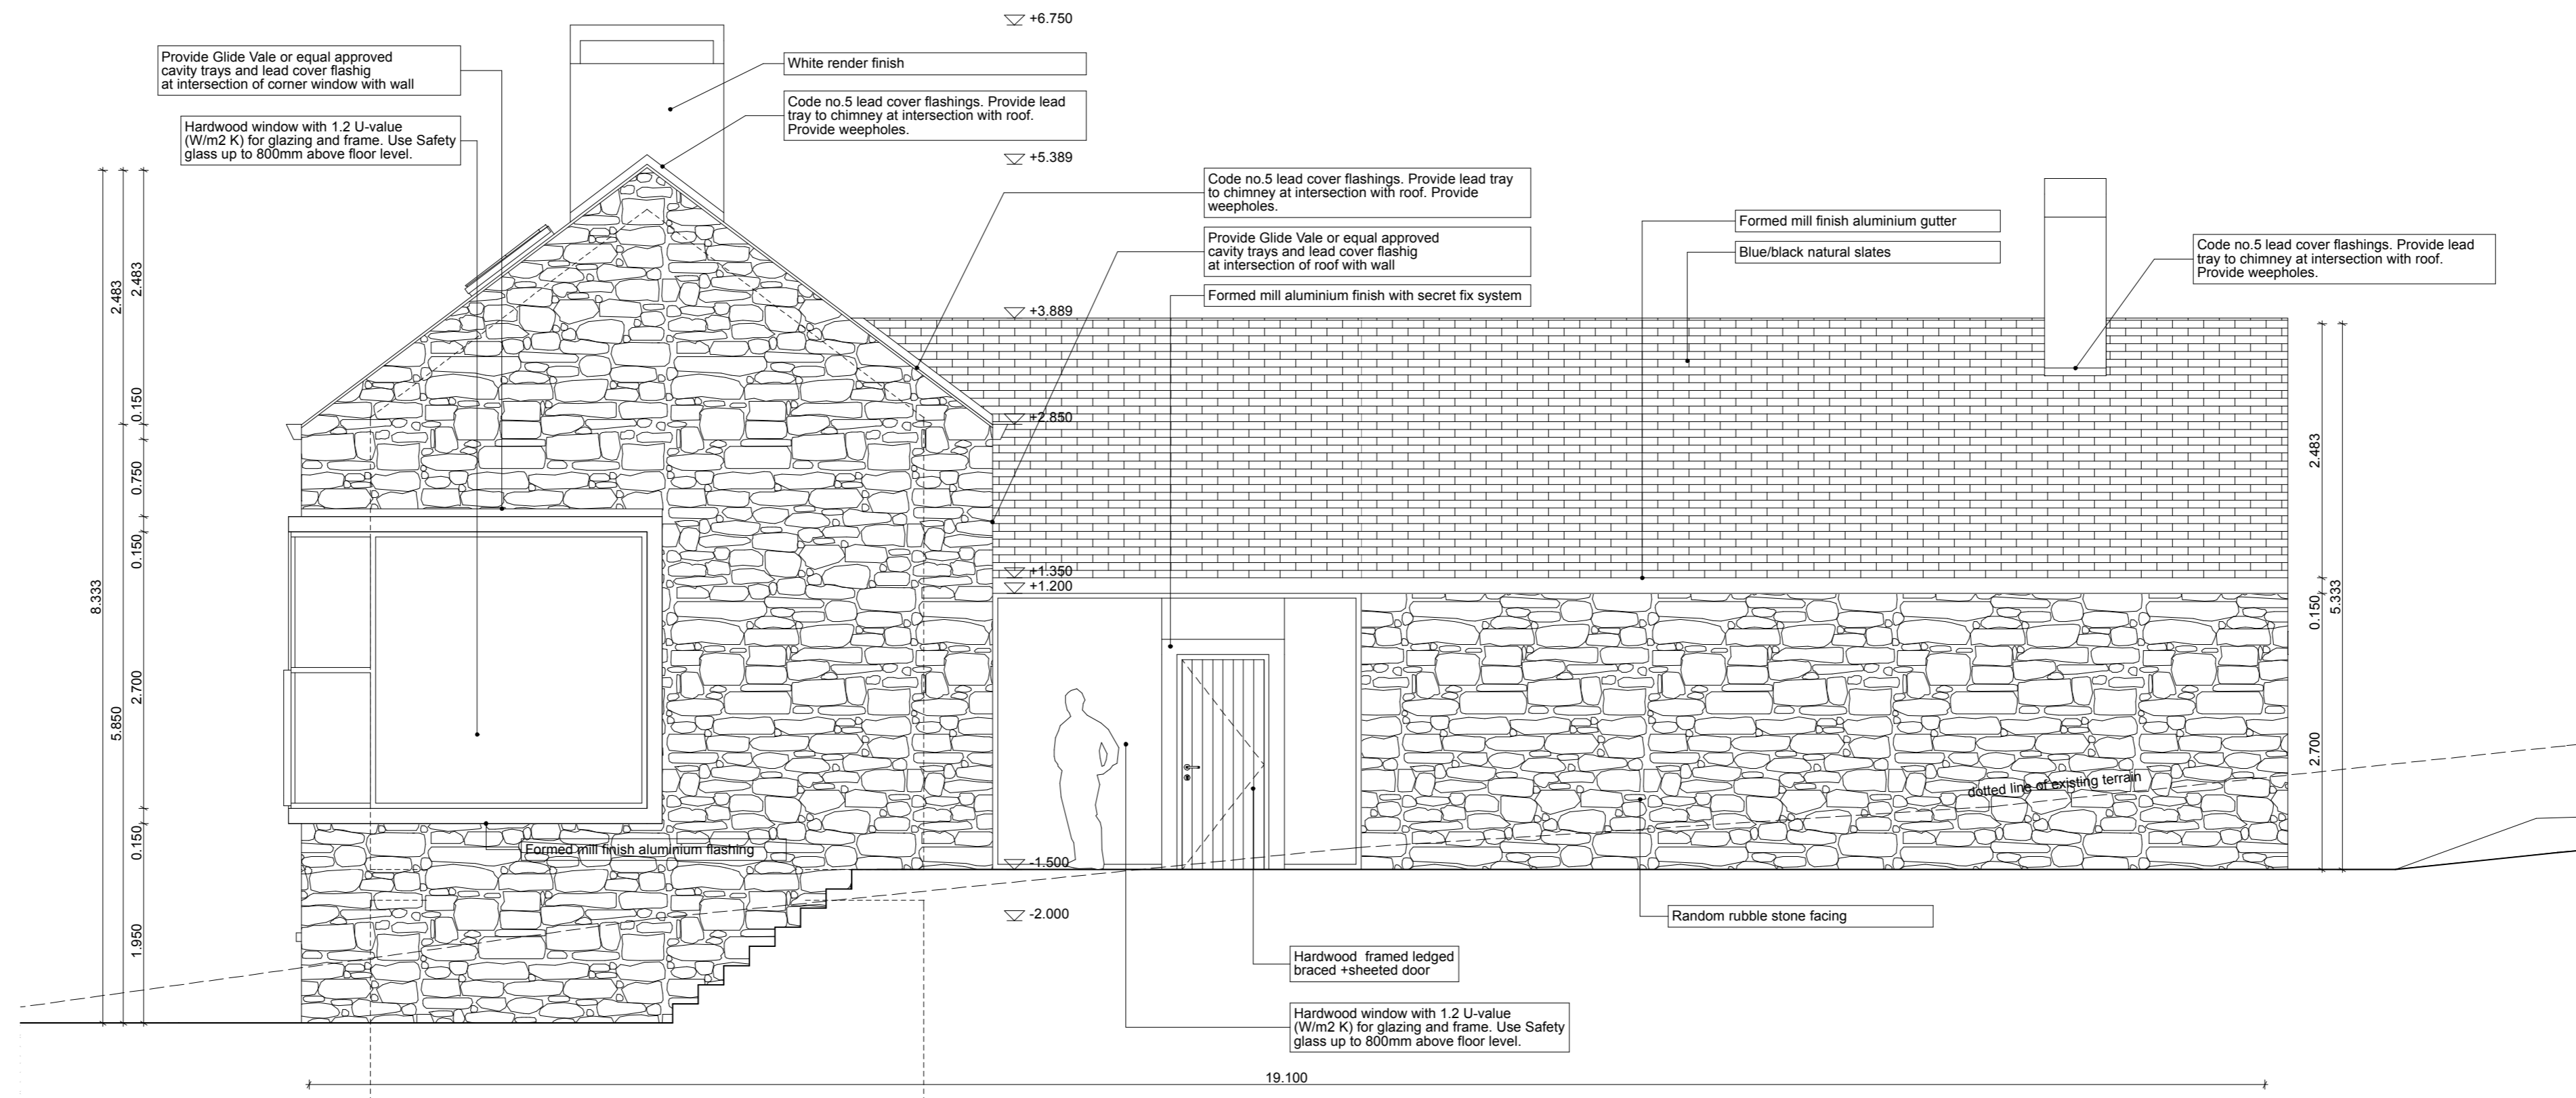 +6.750
Provide Glide Vale or equal approved
cavity trays and lead cover flashig
at intersection of corner window with wall
White render finish
Code no.5 lead cover flashings. Provide lead
tray to chimney at intersection with roof.
Provide weepholes.
Hardwood window with 1.2 U-value
(W/m2 K) for glazing and frame. Use Safety
glass up to 800mm above floor level.
+5.389
Code no.5 lead cover flashings. Provide lead tray
to chimney at intersection with roof. Provide
weepholes.
Provide Glide Vale or equal approved
cavity trays and lead cover flashig
at intersection of roof with wall
Formed mill aluminium finish with secret fix system
Formed mill finish aluminium gutter
Blue/black natural slates
Code no.5 lead cover flashings. Provide lead
tray to chimney at intersection with roof.
Provide weepholes.
+3.889
+2.850
+1.350
+1.200
-1.500
-2.000
8.333
2.483
5.850
2.483
0.150
0.750
0.150
2.700
0.150
1.950
2.483
0.150
2.700
5.333
dotted line of existing terrain
Formed mill finish aluminium flashing
Random rubble stone facing
Hardwood framed ledged
braced +sheeted door
Hardwood window with 1.2 U-value
(W/m2 K) for glazing and frame. Use Safety
glass up to 800mm above floor level.
19.100